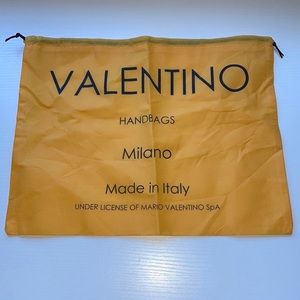 VALENTINO
HANDBAGS
Milano
Made in Italy
UNDER LICENSE OF MARIO VALENTINO SpA